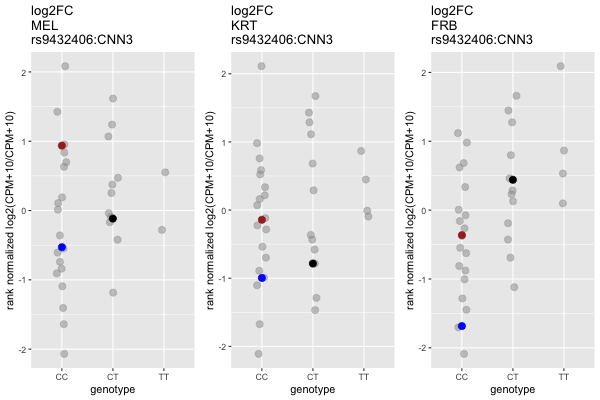 log2FC
MEL
rs9432406:CNN3
rank normalized log2(CPM+10/CPM+10)
2
1
0
-1
-2
CC
CT
TT
genotype
log2FC
KRT
rs9432406:CNN3
rank normalized log2(CPM+10/CPM+10)
2
1
0
-1
-2
CC
CT
TT
genotype
log2FC
FRB
rs9432406:CNN3
rank normalized log2(CPM+10/CPM+10)
2
1
0
-1
-2
CC
CT
TT
genotype